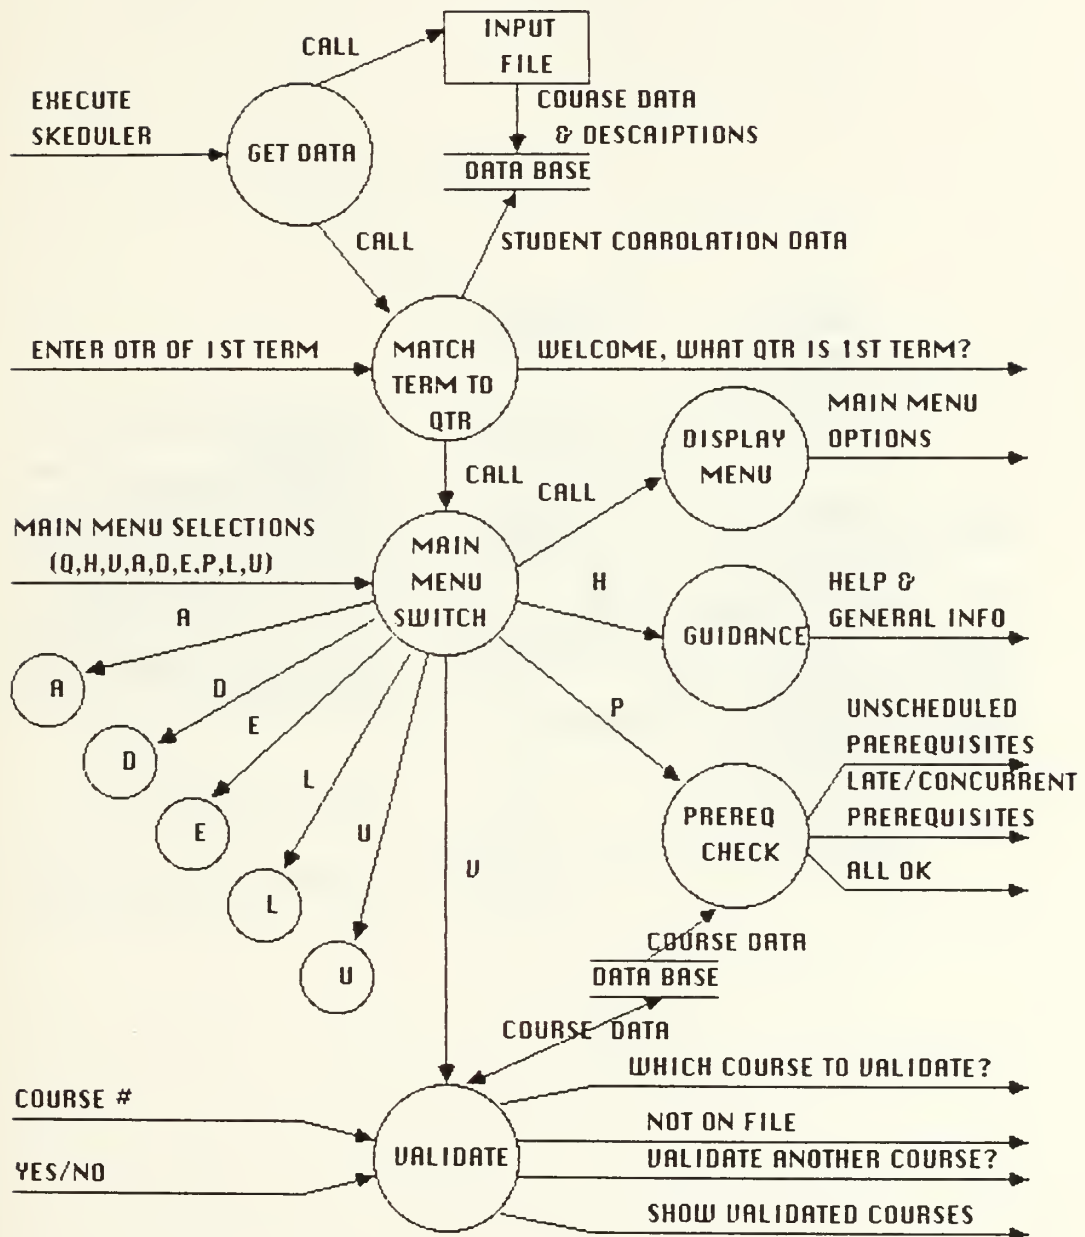 INPUT
FILE
CALL
EXECUTE
SKEDULER
GET DATA
COURSE DATA
& DESCRIPTIONS
DATA BASE
CALL
STUDENT COAROLATION DATA
ENTER QTR OF 1ST TERM
MATCH
TERM TO
QTR
WELCOME, WHAT QTR IS 1ST TERM?
DISPLAY
MENU
MAIN MENU
OPTIONS
CALL
CALL
MAIN MENU SELECTIONS
(Q,H,V,A,D,E,P,L,U)
MAIN
MENU
SWITCH
H
GUIDANCE
HELP &
GENERAL INFO
A
A
D
D
E
E
L
L
U
U
V
P
PREREQ
CHECK
UNSCHEDULED
PREREQUISITES
LATE/CONCURRENT
PREREQUISITES
ALL OK
COURSE DATA
DATA BASE
COURSE DATA
COURSE #
YES/NO
VALIDATE
WHICH COURSE TO VALIDATE?
NOT ON FILE
VALIDATE ANOTHER COURSE?
SHOW VALIDATED COURSES